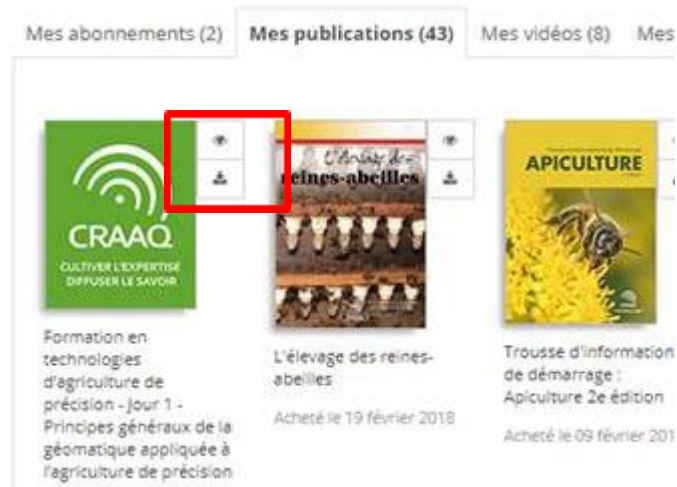 Mes abonnements (2) Mes publications (43) Mes vidéos (8) Mes
CRAAQ
CULTIVER L'EXPERTISE
DIFFUSER LE SAVOIR
Formation en
technologies
d'agriculture de
précision - Jour 1 -
Principes généraux de la
géomatique appliquée à
l'agriculture de précision
L'élevage des
reines-abeilles
L'élevage des reines-
abeilles
Acheté le 19 février 2018
APICULTURE
Trousse d'information
de démarrage :
Apiculture 2e édition
Acheté le 09 février 201